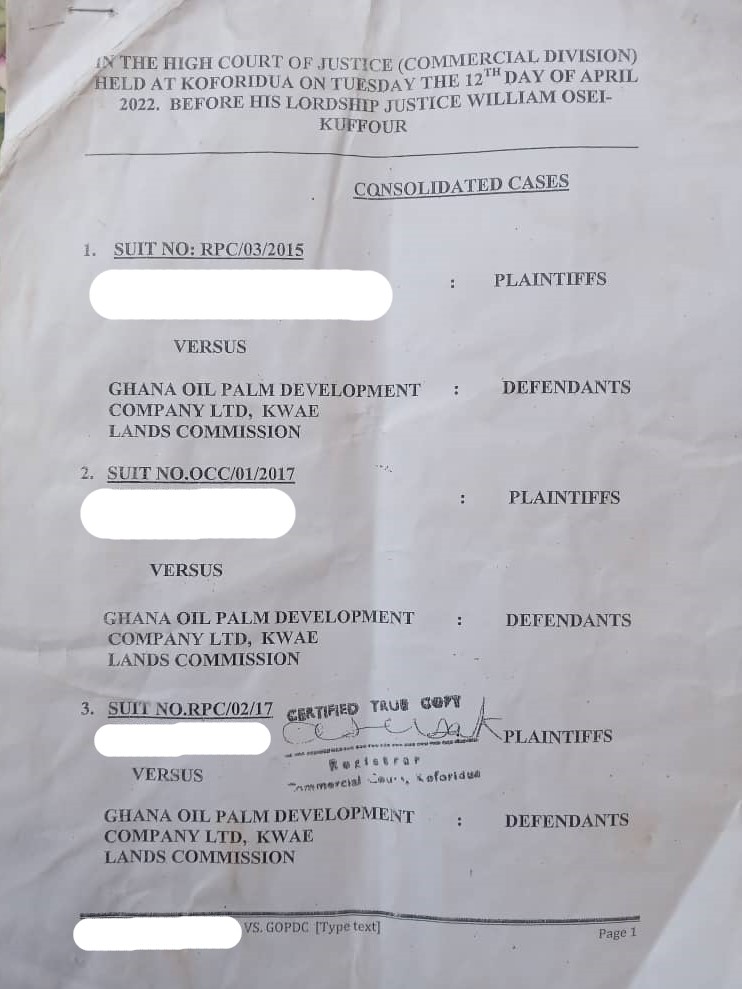 IN THE HIGH COURT OF JUSTICE (COMMERCIAL DIVISION)
HELD AT KOFORIDUA ON TUESDAY THE 12TH DAY OF APRIL
2022. BEFORE HIS LORDSHIP JUSTICE WILLIAM OSEI-
KUFFOUR
CONSOLIDATED CASES
1. SUIT NO: RPC/03/2015
: PLAINTIFFS
VERSUS
GHANA OIL PALM DEVELOPMENT : DEFENDANTS
COMPANY LTD, KWAE
LANDS COMMISSION
2. SUIT NO.OCC/01/2017
: PLAINTIFFS
VERSUS
GHANA OIL PALM DEVELOPMENT : DEFENDANTS
COMPANY LTD, KWAE
LANDS COMMISSION
3. SUIT NO.RPC/02/17
CERTIFIED TRUE COPY
PLAINTIFFS
Registrar
VERSUS
Commercial Court, Koforidua
GHANA OIL PALM DEVELOPMENT : DEFENDANTS
COMPANY LTD, KWAE
LANDS COMMISSION
VS. GOPDC [Type text] Page 1